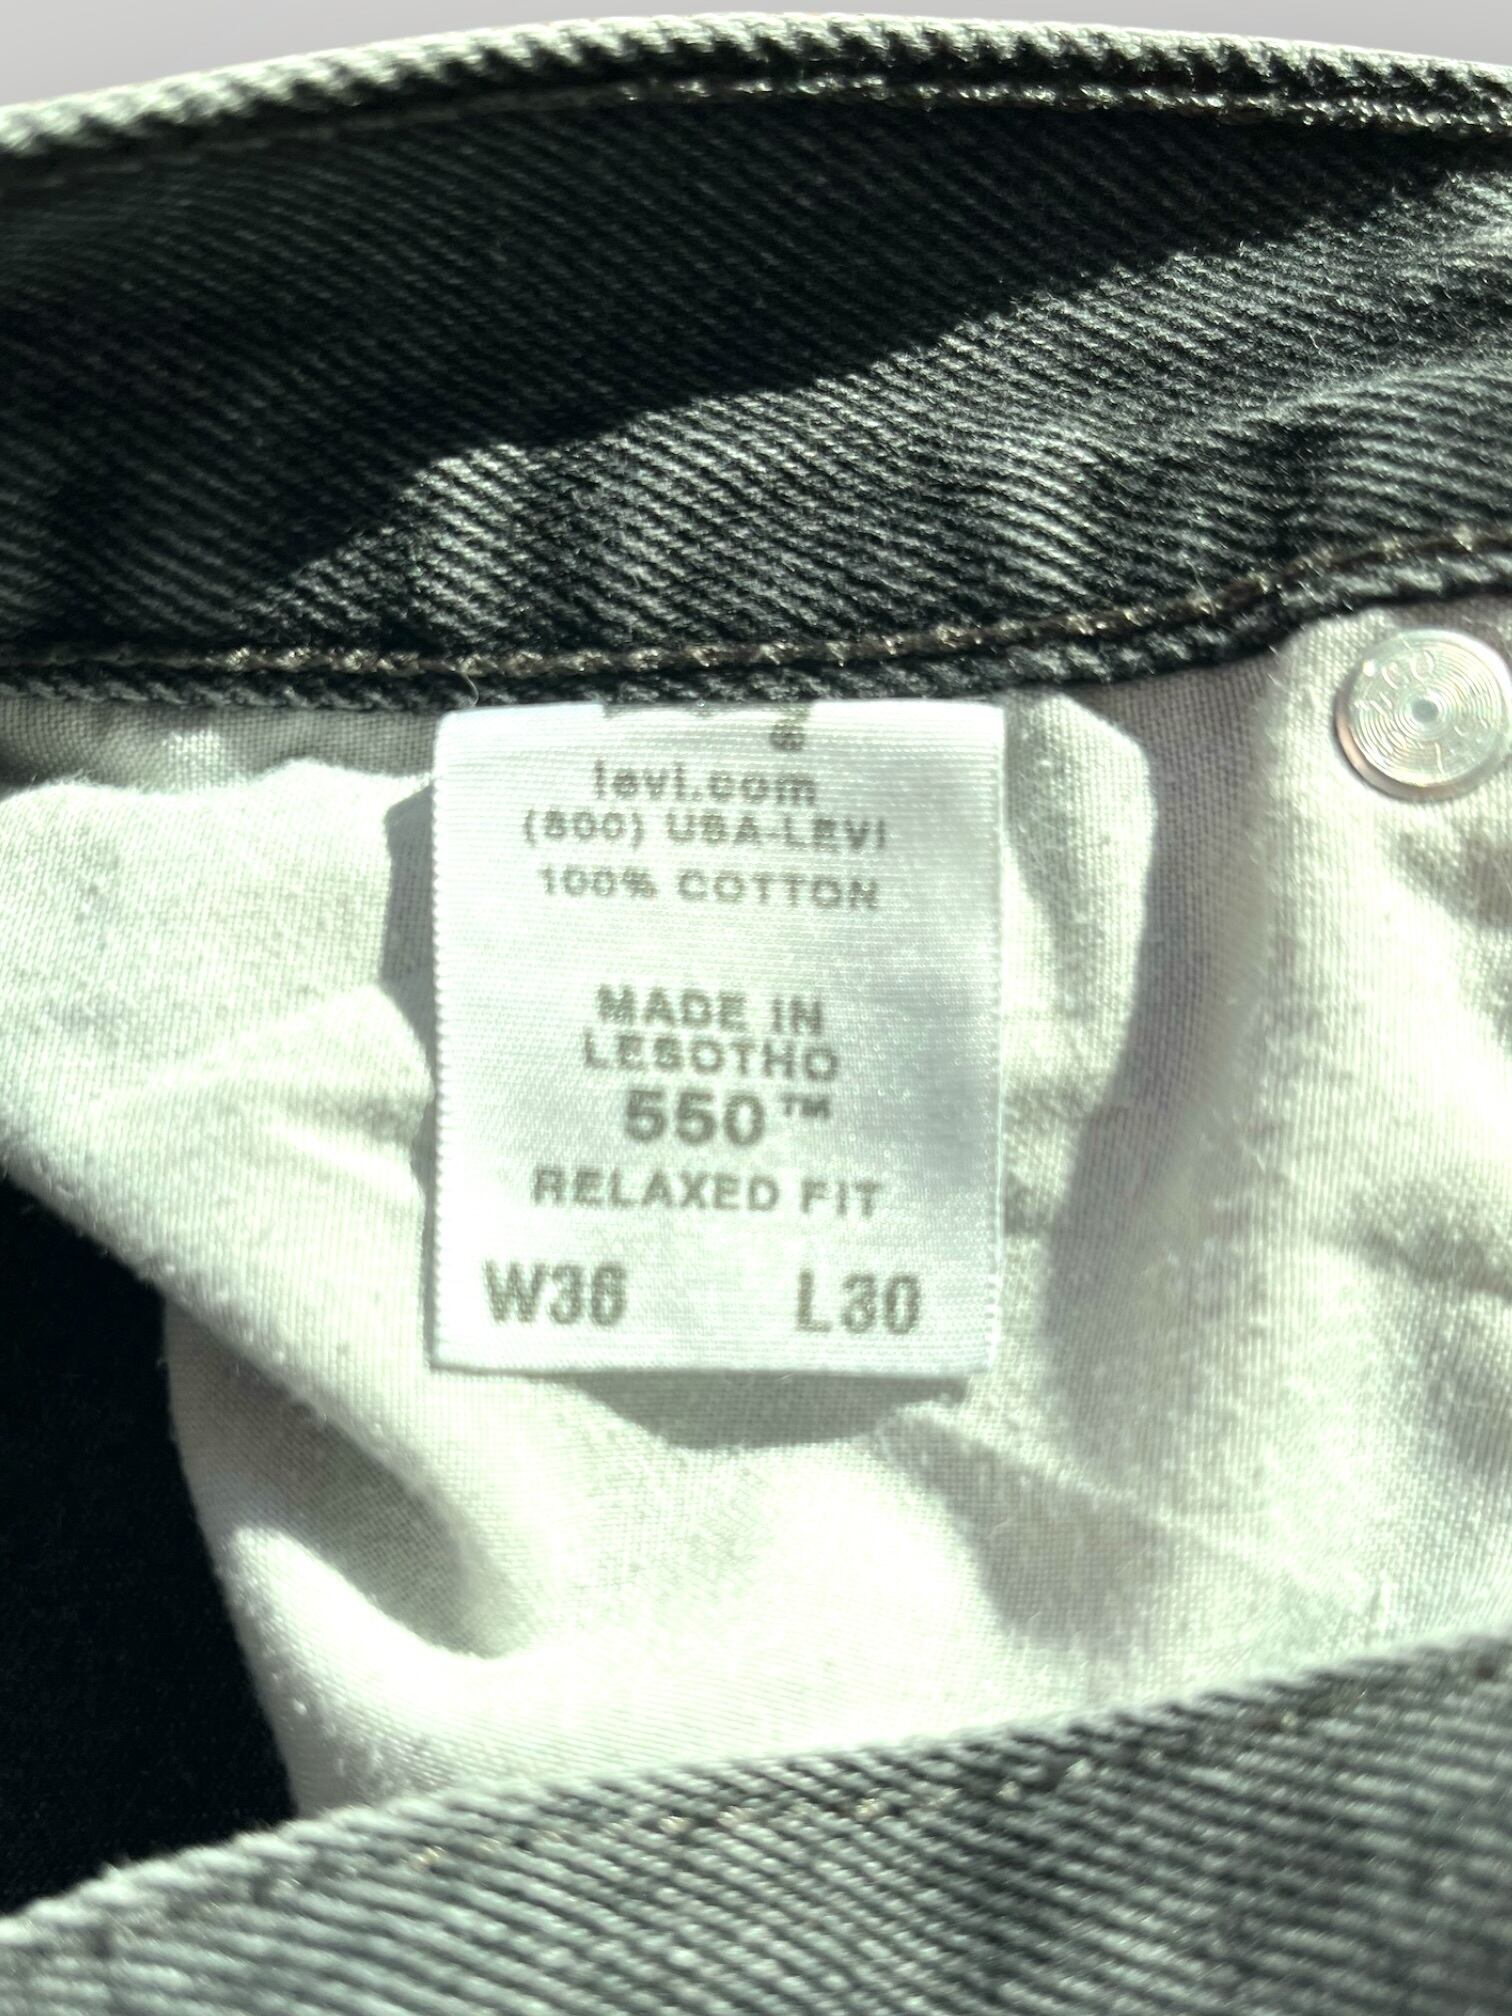 ®
levi.com
(800) USA-LEVI
100% COTTON
MADE IN
LESOTHO
550™
RELAXED FIT
W36 L30